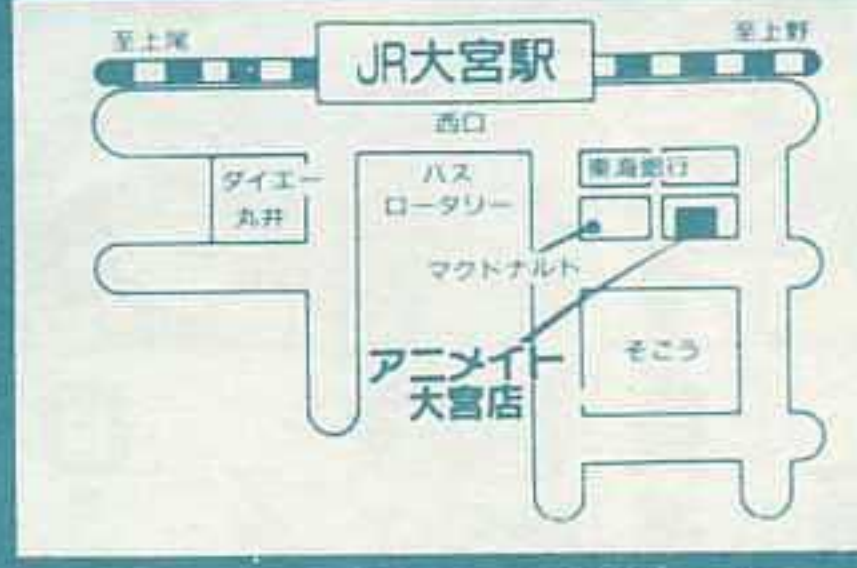 至上尾
JR大宮駅
至上野
西口
ダイエー
丸井
バス
ロータリー
東海銀行
マクドナルド
アニメイト
大宮店
そごう